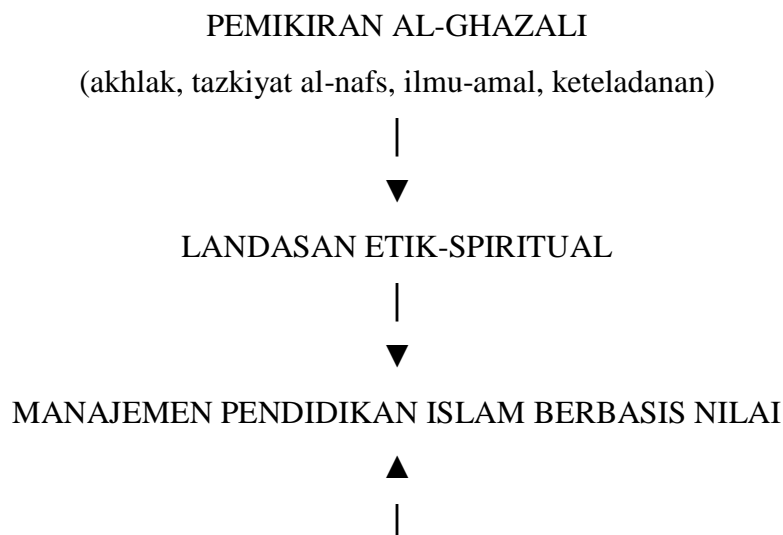 PEMIKIRAN AL-GHAZALI
(akhlak, tazkiyat al-nafs, ilmu-amal, keteladanan)
│
▼
LANDASAN ETIK-SPIRITUAL
│
▼
MANAJEMEN PENDIDIKAN ISLAM BERBASIS NILAI
▲
│